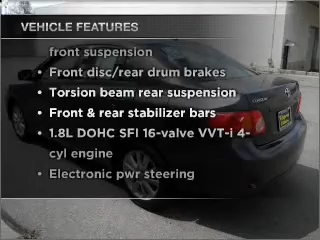 VEHICLE FEATURES
front suspension
• Front disc/rear drum brakes
• Torsion beam rear suspension
• Front & rear stabilizer bars
• 1.8L DOHC SFI 16-valve VVT-i 4-
cyl engine
• Electronic pwr steering